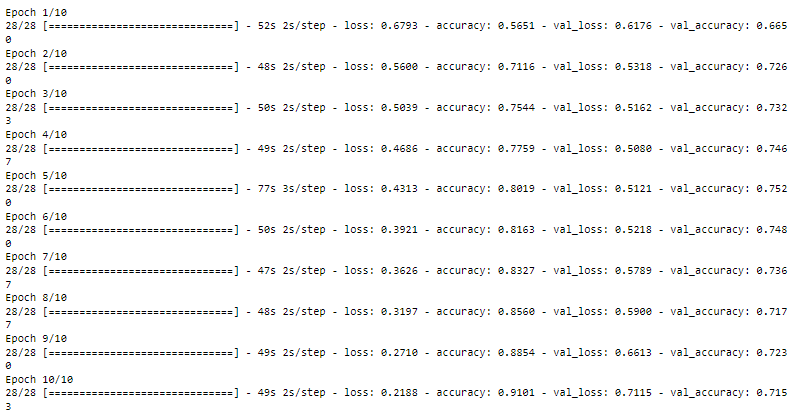 Epoch 1/10
28/28 [==============================] - 52s 2s/step - loss: 0.6793 - accuracy: 0.5651 - val_loss: 0.6176 - val_accuracy: 0.665
0
Epoch 2/10
28/28 [==============================] - 48s 2s/step - loss: 0.5600 - accuracy: 0.7116 - val_loss: 0.5318 - val_accuracy: 0.726
0
Epoch 3/10
28/28 [==============================] - 50s 2s/step - loss: 0.5039 - accuracy: 0.7544 - val_loss: 0.5162 - val_accuracy: 0.732
3
Epoch 4/10
28/28 [==============================] - 49s 2s/step - loss: 0.4686 - accuracy: 0.7759 - val_loss: 0.5080 - val_accuracy: 0.746
7
Epoch 5/10
28/28 [==============================] - 77s 3s/step - loss: 0.4313 - accuracy: 0.8019 - val_loss: 0.5121 - val_accuracy: 0.752
0
Epoch 6/10
28/28 [==============================] - 50s 2s/step - loss: 0.3921 - accuracy: 0.8163 - val_loss: 0.5218 - val_accuracy: 0.748
0
Epoch 7/10
28/28 [==============================] - 47s 2s/step - loss: 0.3626 - accuracy: 0.8327 - val_loss: 0.5789 - val_accuracy: 0.736
7
Epoch 8/10
28/28 [==============================] - 48s 2s/step - loss: 0.3197 - accuracy: 0.8560 - val_loss: 0.5900 - val_accuracy: 0.717
7
Epoch 9/10
28/28 [==============================] - 49s 2s/step - loss: 0.2710 - accuracy: 0.8854 - val_loss: 0.6613 - val_accuracy: 0.723
0
Epoch 10/10
28/28 [==============================] - 49s 2s/step - loss: 0.2188 - accuracy: 0.9101 - val_loss: 0.7115 - val_accuracy: 0.715
3